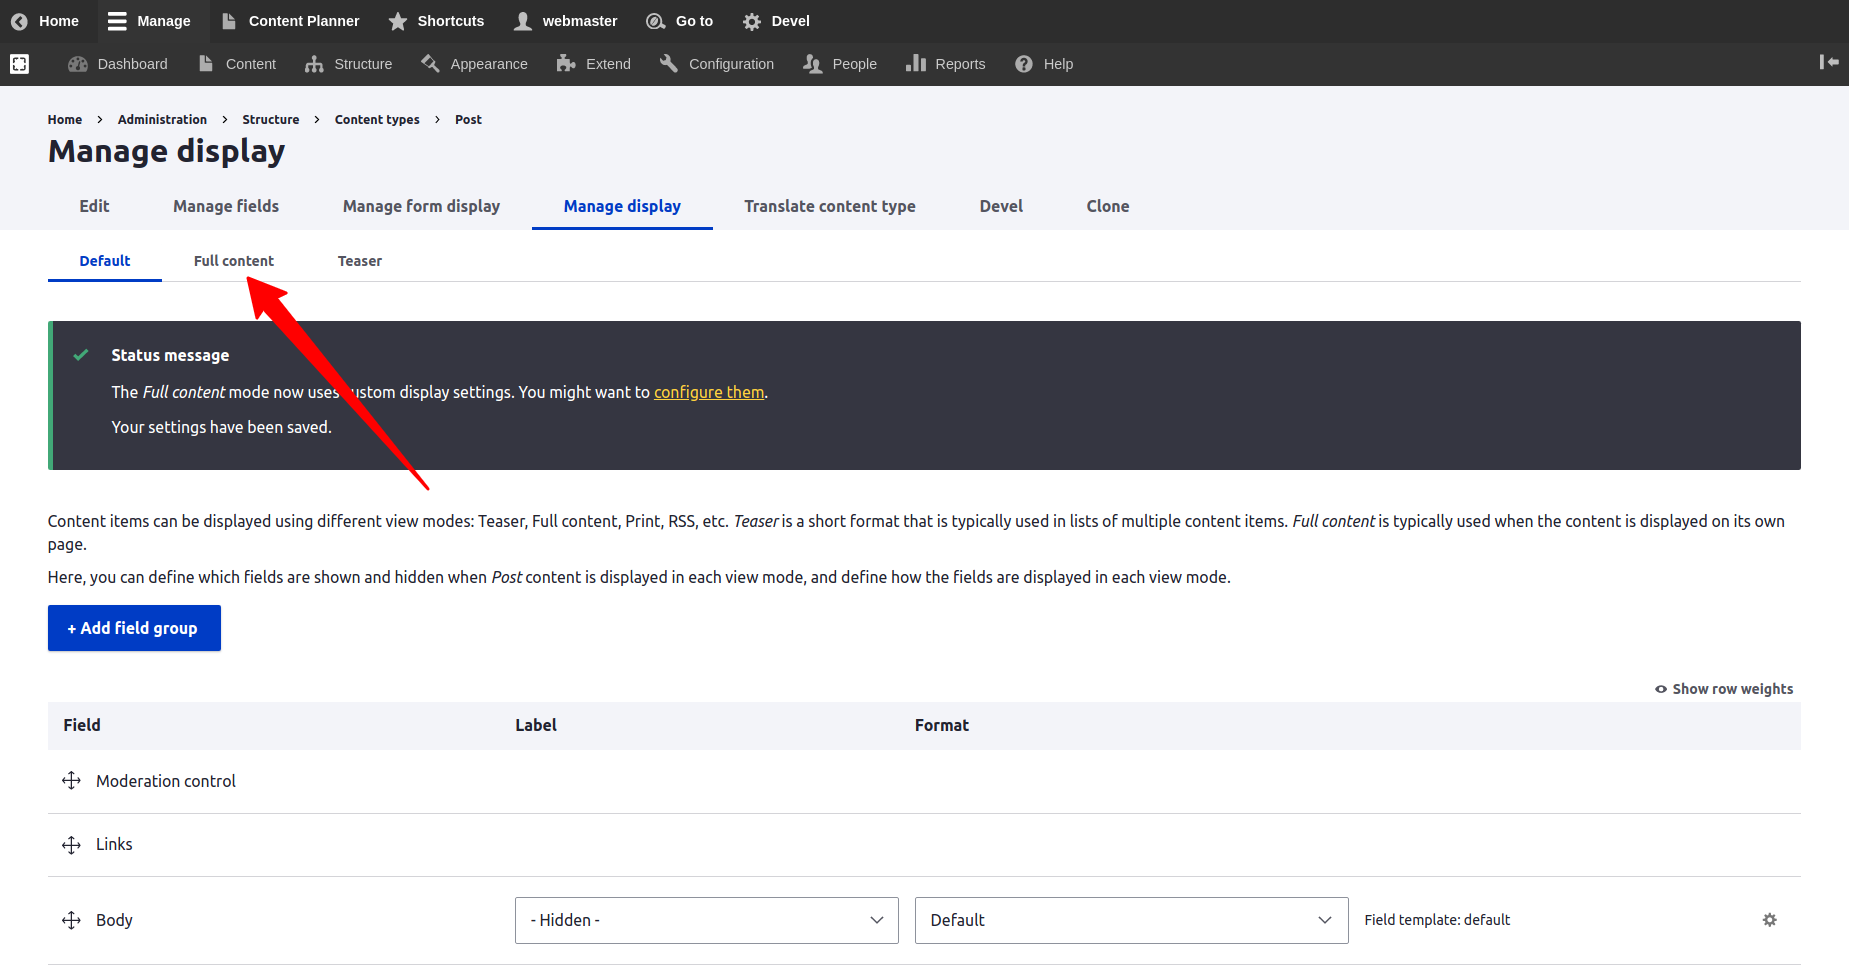 Home Manage Content Planner Shortcuts webmaster Go to Devel
Dashboard Content Structure Appearance Extend Configuration People Reports Help
Home › Administration › Structure › Content types › Post
Manage display
Edit Manage fields Manage form display Manage display Translate content type Devel Clone
Default Full content Teaser
Status message
The Full content mode now uses custom display settings. You might want to configure them.
Your settings have been saved.
Content items can be displayed using different view modes: Teaser, Full content, Print, RSS, etc. Teaser is a short format that is typically used in lists of multiple content items. Full content is typically used when the content is displayed on its own
page.
Here, you can define which fields are shown and hidden when Post content is displayed in each view mode, and define how the fields are displayed in each view mode.
+ Add field group
Show row weights
Field Label Format
Moderation control
Links
Body - Hidden - Default Field template: default